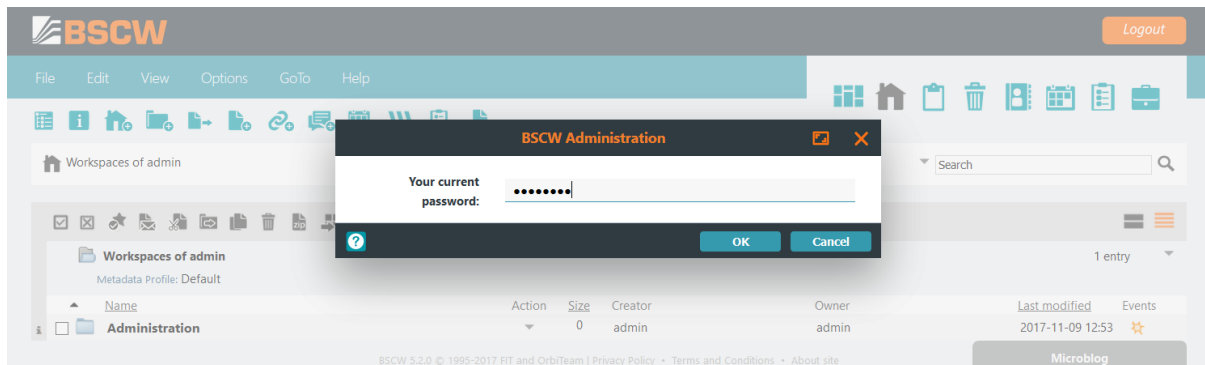 BSCW
Logout
File Edit View Options GoTo Help
BSCW Administration
Workspaces of admin
Search
Your current
password:
OK Cancel
zip
Workspaces of admin
1 entry
Metadata Profile: Default
Name Action Size Creator Owner Last modified Events
Administration 0 admin admin 2017-11-09 12:53
BSCW 5.2.0 © 1995-2017 FIT and OrbiTeam | Privacy Policy • Terms and Conditions • About site
Microblog